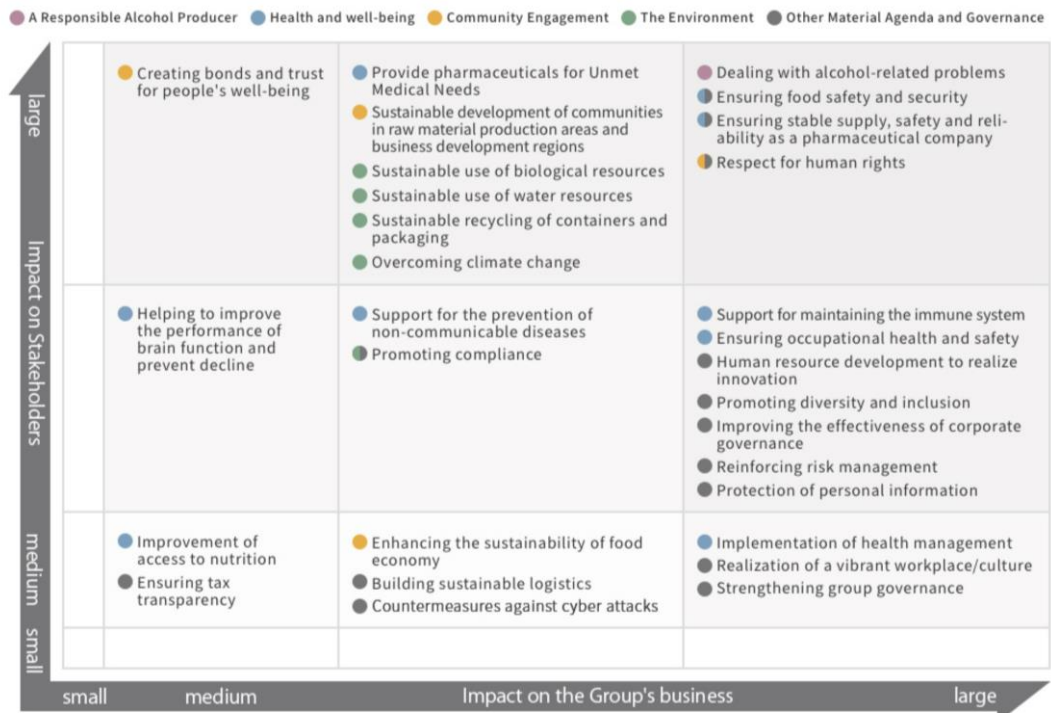 A Responsible Alcohol Producer
Health and well-being
Community Engagement
The Environment
Other Material Agenda and Governance
large
Impact on Stakeholders
medium
small
Creating bonds and trust
for people's well-being
Provide pharmaceuticals for Unmet
Medical Needs
Sustainable development of communities
in raw material production areas and
business development regions
Sustainable use of biological resources
Sustainable use of water resources
Sustainable recycling of containers and
packaging
Overcoming climate change
Dealing with alcohol-related problems
Ensuring food safety and security
Ensuring stable supply, safety and reli-
ability as a pharmaceutical company
Respect for human rights
Helping to improve
the performance of
brain function and
prevent decline
Support for the prevention of
non-communicable diseases
Promoting compliance
Support for maintaining the immune system
Ensuring occupational health and safety
Human resource development to realize
innovation
Promoting diversity and inclusion
Improving the effectiveness of corporate
governance
Reinforcing risk management
Protection of personal information
Improvement of
access to nutrition
Ensuring tax
transparency
Enhancing the sustainability of food
economy
Building sustainable logistics
Countermeasures against cyber attacks
Implementation of health management
Realization of a vibrant workplace/culture
Strengthening group governance
small
medium
Impact on the Group's business
large